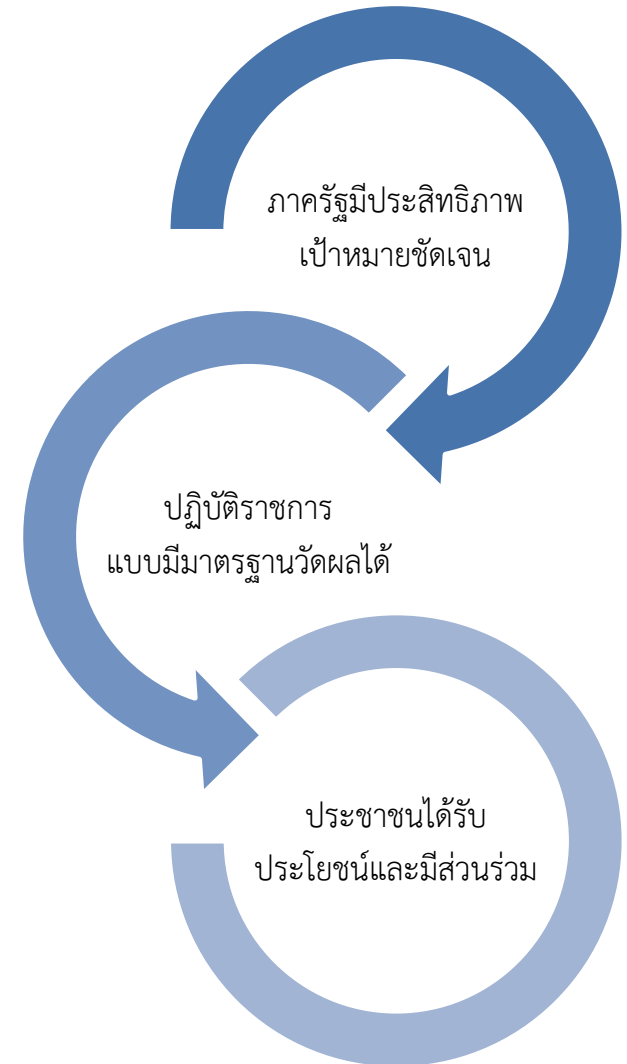 ภาครัฐมีประสิทธิภาพ
เป้าหมายชัดเจน
ปฏิบัติราชการ
แบบมีมาตรฐานวัดผลได้
ประชาชนได้รับ
ประโยชน์และมีส่วนร่วม